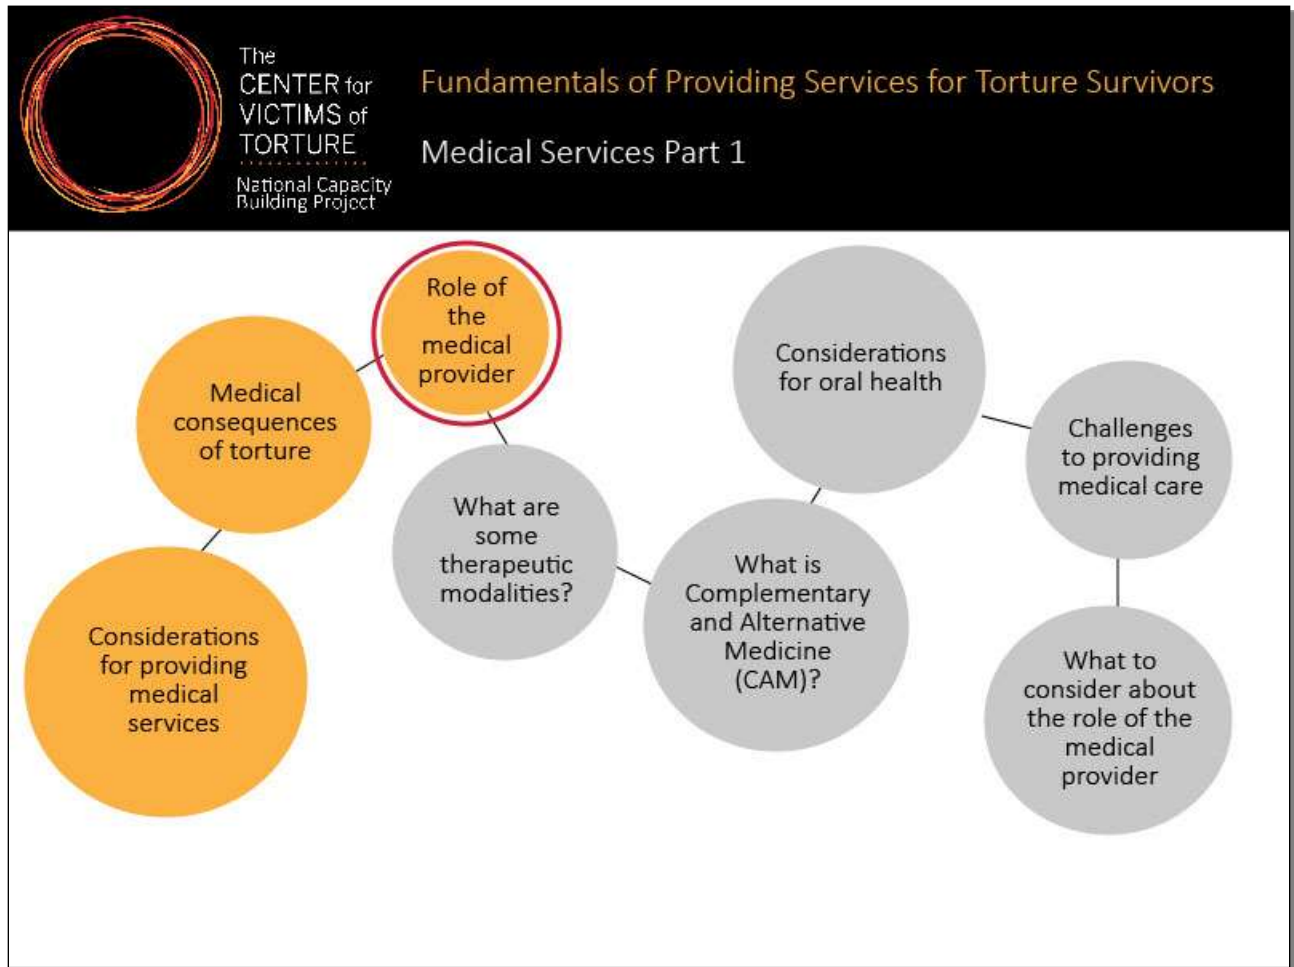 The
CENTER for
VICTIMS of
TORTURE
National Capacity
Building Project
Fundamentals of Providing Services for Torture Survivors
Medical Services Part 1
Considerations
for providing
medical
services
Medical
consequences
of torture
Role of
the
medical
provider
What are
some
therapeutic
modalities?
What is
Complementary
and Alternative
Medicine
(CAM)?
Considerations
for oral health
Challenges
to providing
medical care
What to
consider about
the role of the
medical
provider